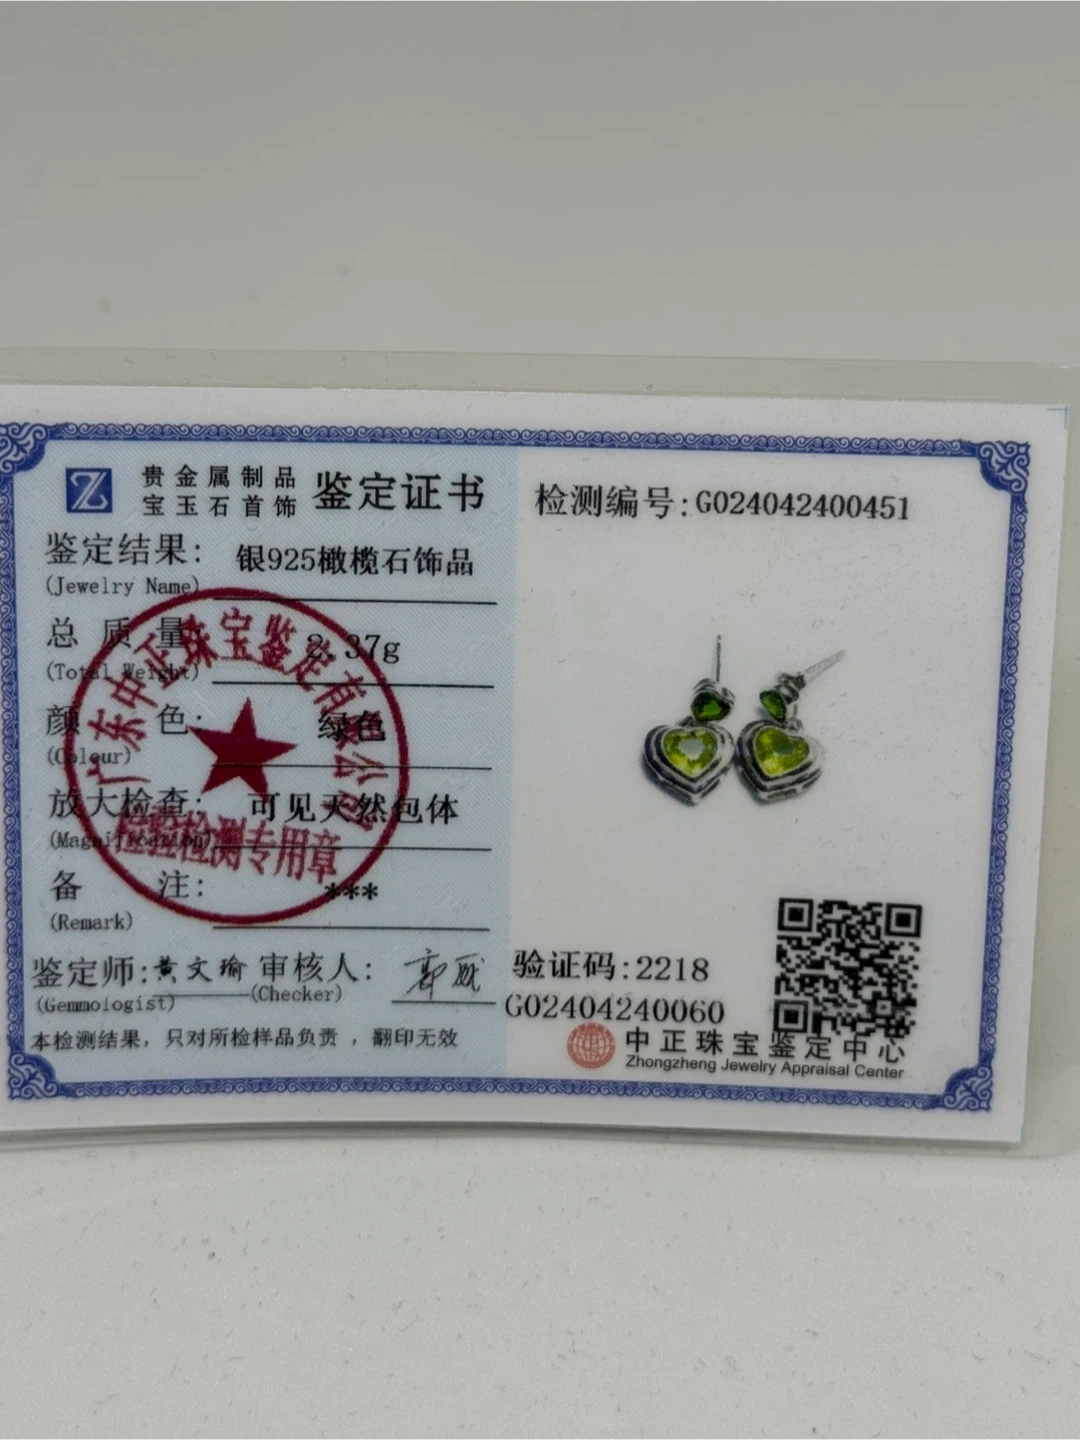 贵金属制品
宝玉石首饰
鉴定证书
鉴定结果: 银925橄榄石饰品
(Jewelry Name)
总质量: 2.37g
(Total Weight)
颜色: 绿色
(Colour)
放大检查: 可见天然包体
(Magnification)
备注: ***
(Remark)
鉴定师: 黄文瑜 审核人:
(Gemmologist) (Checker)
本检测结果，只对所检样品负责，翻印无效
广东中正珠宝鉴定有限公司
检验检测专用章
检测编号:G024042400451
验证码:2218
G02404240060
中正珠宝鉴定中心
Zhongzheng Jewelry Appraisal Center